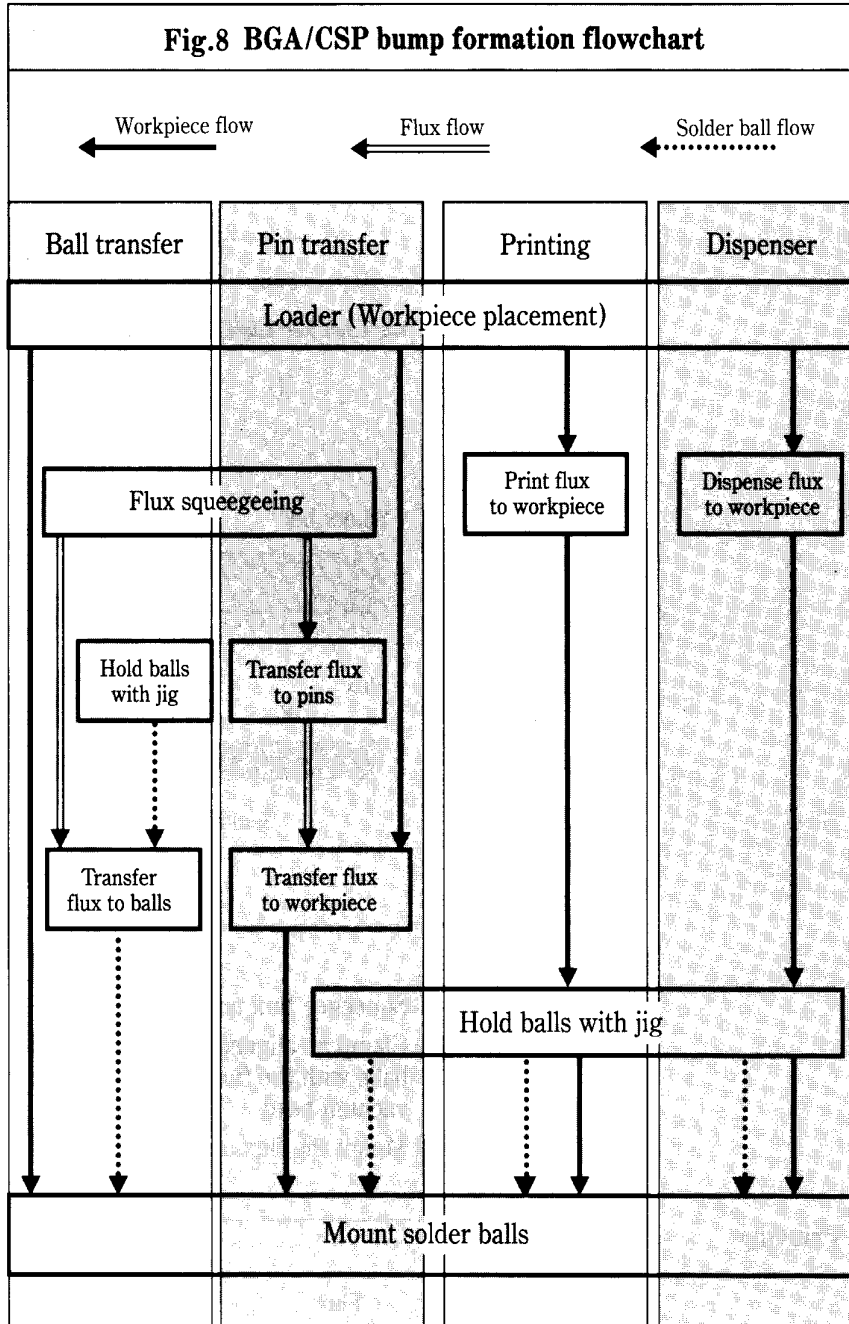 Fig.8 BGA/CSP bump formation flowchart
Workpiece flow
Flux flow
Solder ball flow
Ball transfer
Pin transfer
Printing
Dispenser
Loader (Workpiece placement)
Flux squeegeeing
Print flux
to workpiece
Dispense flux
to workpiece
Hold balls
with jig
Transfer flux
to pins
Transfer
flux to balls
Transfer flux
to workpiece
Hold balls with jig
Mount solder balls